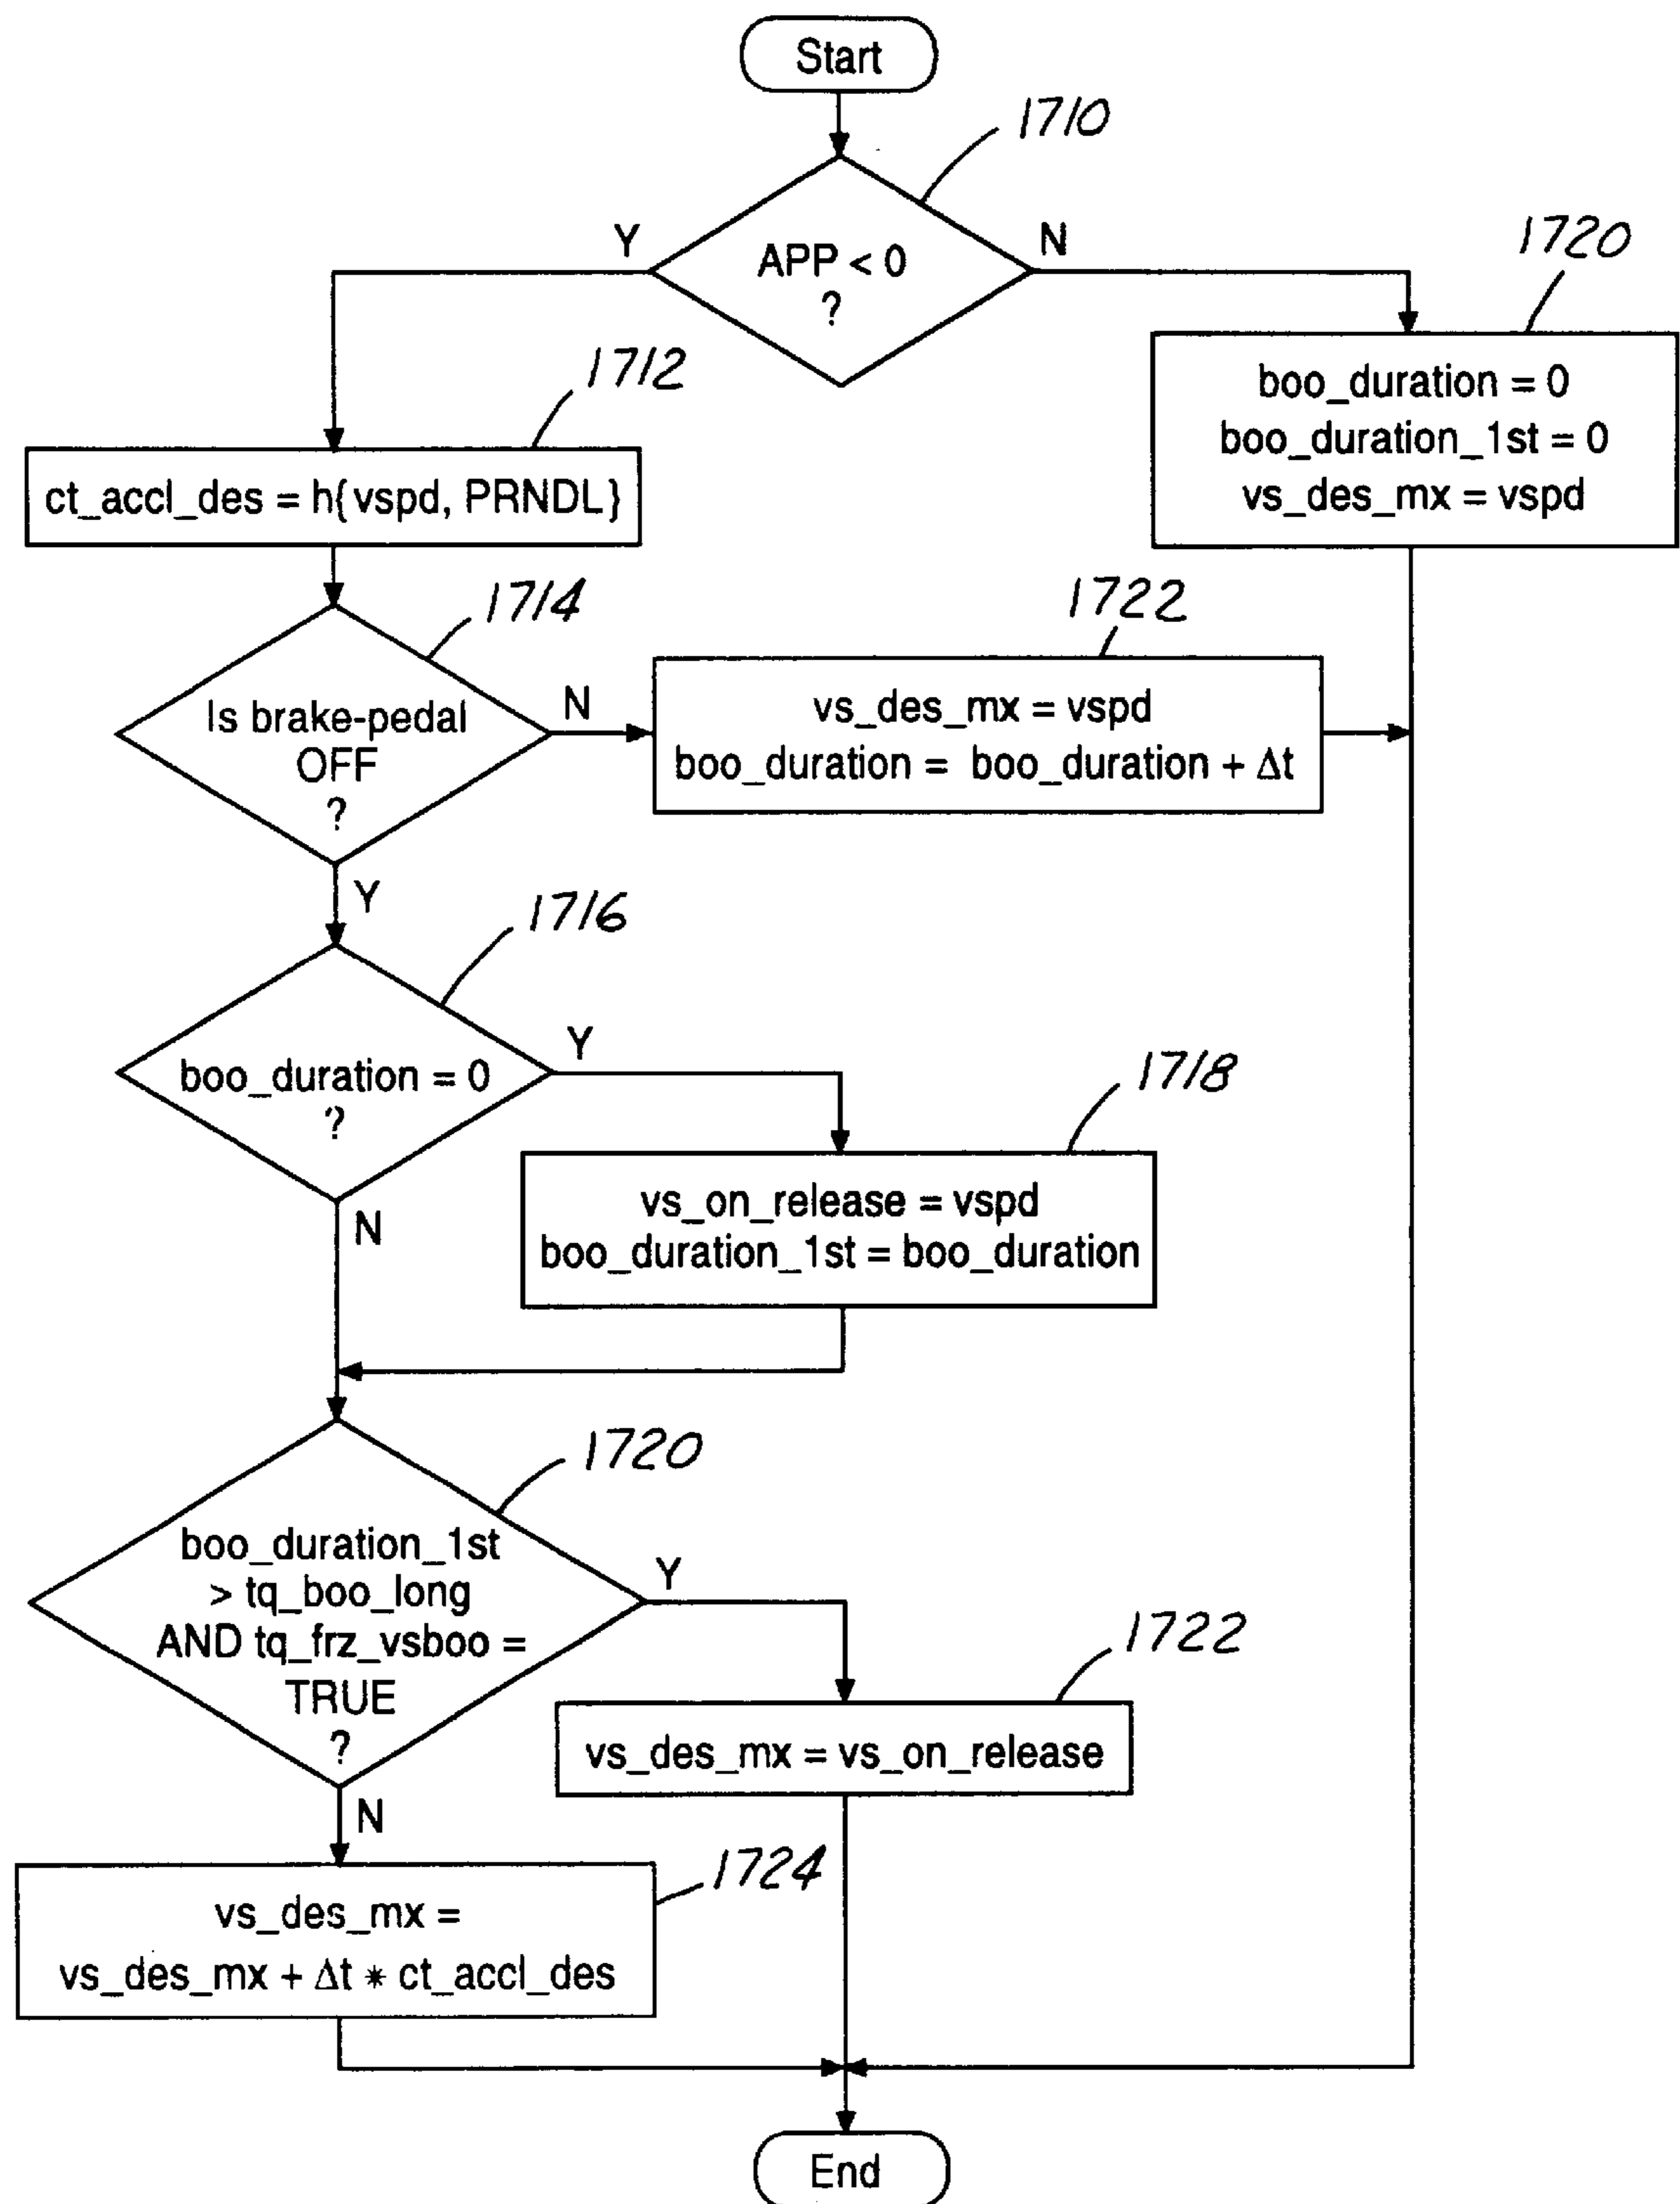 Start
1710
APP < 0
?
Y
N
1720
boo_duration = 0
boo_duration_1st = 0
vs_des_mx = vspd
1712
ct_accl_des = h{vspd, PRNDL}
1714
Is brake-pedal
OFF
?
N
1722
vs_des_mx = vspd
boo_duration = boo_duration + Δt
Y
1716
boo_duration = 0
?
Y
1718
vs_on_release = vspd
boo_duration_1st = boo_duration
N
1720
boo_duration_1st
> tq_boo_long
AND tq_frz_vsboo =
TRUE
?
Y
1722
vs_des_mx = vs_on_release
N
1724
vs_des_mx =
vs_des_mx + Δt * ct_accl_des
End